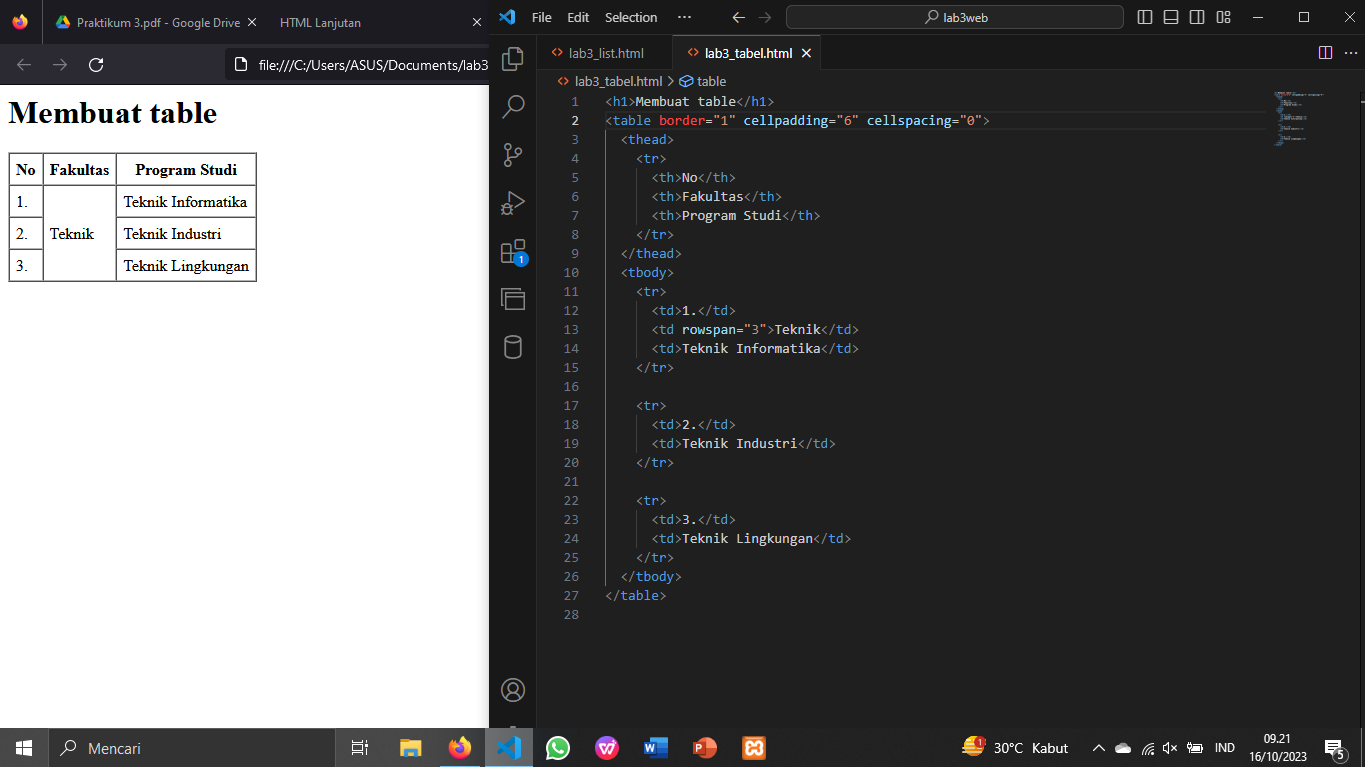 Praktikum 3.pdf - Google Drive
HTML Lanjutan
file:///C:/Users/ASUS/Documents/lab3
Membuat table
No Fakultas Program Studi
1. Teknik Informatika
2. Teknik Teknik Industri
3. Teknik Lingkungan
File Edit Selection ···
lab3web
lab3_list.html
lab3_tabel.html
lab3_tabel.html > table
1 <h1>Membuat table</h1>
2 <table border="1" cellpadding="6" cellspacing="0">
3 <thead>
4 <tr>
5 <th>No</th>
6 <th>Fakultas</th>
7 <th>Program Studi</th>
8 </tr>
9 </thead>
10 <tbody>
11 <tr>
12 <td>1.</td>
13 <td rowspan="3">Teknik</td>
14 <td>Teknik Informatika</td>
15 </tr>
16
17 <tr>
18 <td>2.</td>
19 <td>Teknik Industri</td>
20 </tr>
21
22 <tr>
23 <td>3.</td>
24 <td>Teknik Lingkungan</td>
25 </tr>
26 </tbody>
27 </table>
28
1
Mencari
1
30°C Kabut
IND
09.21
16/10/2023
5